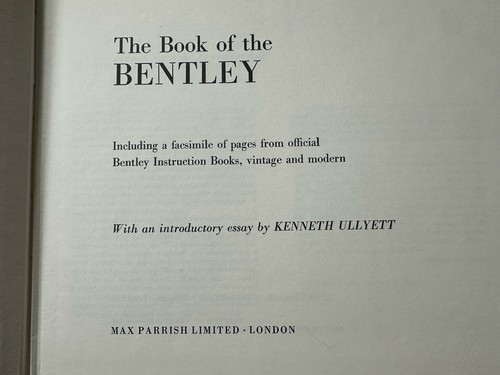 The Book of the
BENTLEY
Including a facsimile of pages from official
Bentley Instruction Books, vintage and modern
With an introductory essay by KENNETH ULLYETT
MAX PARRISH LIMITED · LONDON